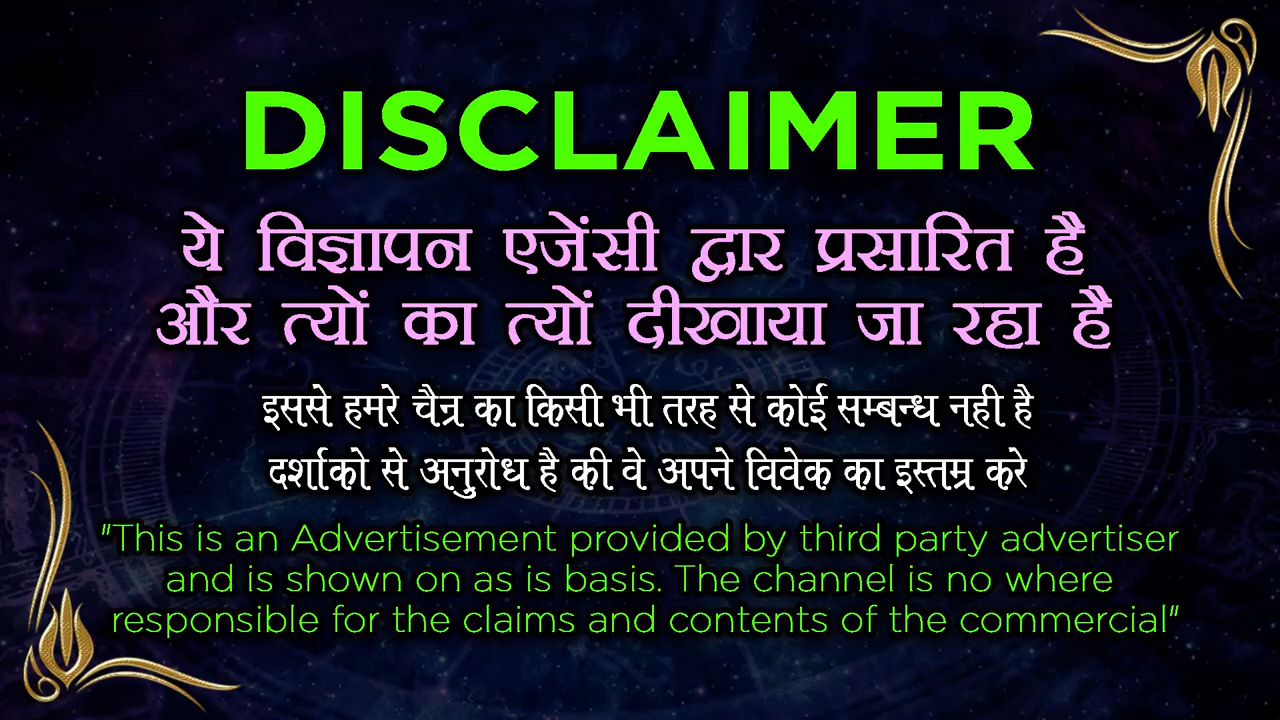 DISCLAIMER
ये विज्ञापन एजेंसी द्वार प्रसारित है
और त्यों का त्यों दीखाया जा रहा है
इससे हमरे चैन्र का किसी भी तरह से कोई सम्बन्ध नही है
दर्शाको से अनुरोध है की वे अपने विवेक का इस्तम्र करे
"This is an Advertisement provided by third party advertiser
and is shown on as is basis. The channel is no where
responsible for the claims and contents of the commercial"